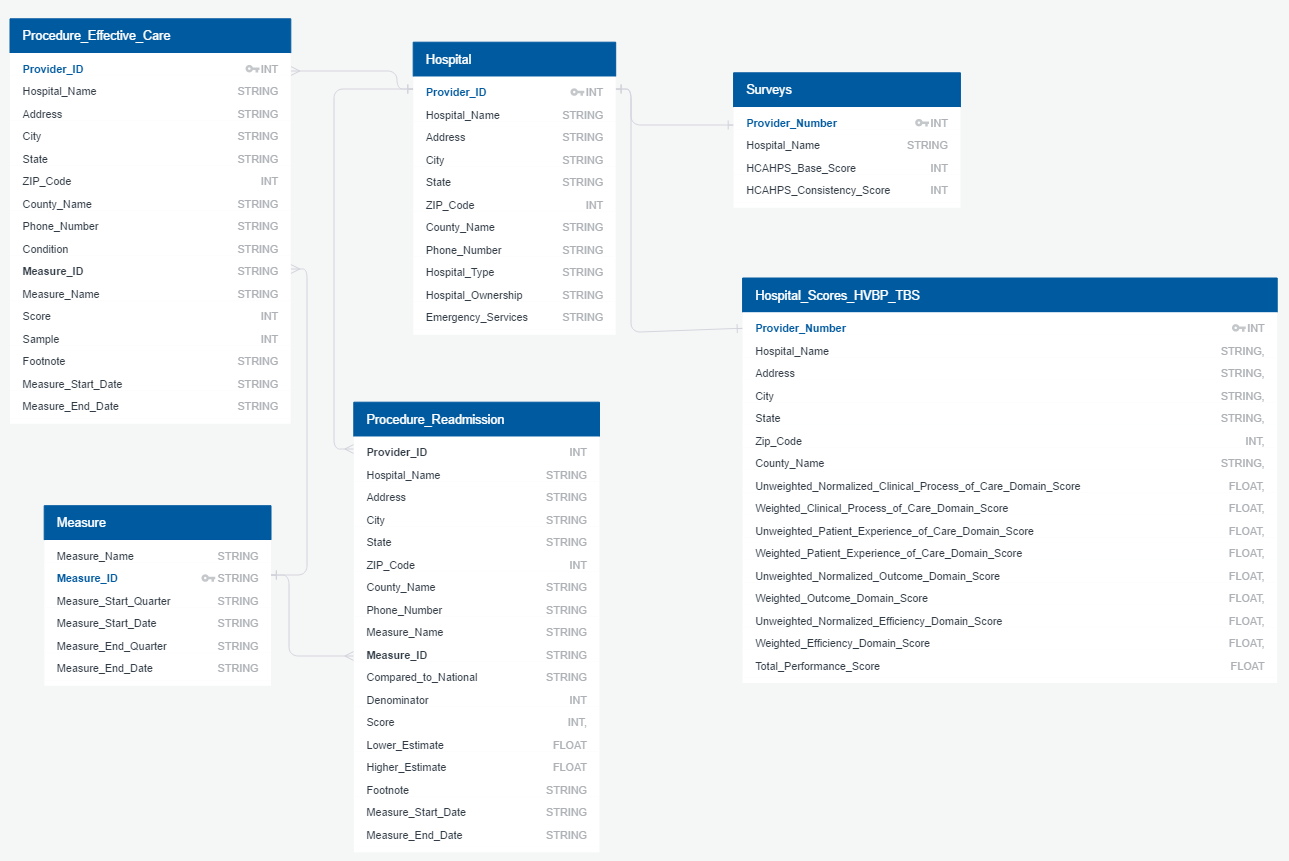 Procedure_Effective_Care
Provider_ID INT
Hospital_Name STRING
Address STRING
City STRING
State STRING
ZIP_Code INT
County_Name STRING
Phone_Number STRING
Condition STRING
Measure_ID STRING
Measure_Name STRING
Score INT
Sample INT
Footnote STRING
Measure_Start_Date STRING
Measure_End_Date STRING
Hospital
Provider_ID INT
Hospital_Name STRING
Address STRING
City STRING
State STRING
ZIP_Code INT
County_Name STRING
Phone_Number STRING
Hospital_Type STRING
Hospital_Ownership STRING
Emergency_Services STRING
Surveys
Provider_Number INT
Hospital_Name STRING
HCAHPS_Base_Score INT
HCAHPS_Consistency_Score INT
Hospital_Scores_HVBP_TBS
Provider_Number INT
Hospital_Name STRING,
Address STRING,
City STRING,
State STRING,
Zip_Code INT,
County_Name STRING,
Unweighted_Normalized_Clinical_Process_of_Care_Domain_Score FLOAT,
Weighted_Clinical_Process_of_Care_Domain_Score FLOAT,
Unweighted_Patient_Experience_of_Care_Domain_Score FLOAT,
Weighted_Patient_Experience_of_Care_Domain_Score FLOAT,
Unweighted_Normalized_Outcome_Domain_Score FLOAT,
Weighted_Outcome_Domain_Score FLOAT,
Unweighted_Normalized_Efficiency_Domain_Score FLOAT,
Weighted_Efficiency_Domain_Score FLOAT,
Total_Performance_Score FLOAT
Procedure_Readmission
Provider_ID INT
Hospital_Name STRING
Address STRING
City STRING
State STRING
ZIP_Code INT
County_Name STRING
Phone_Number STRING
Measure_Name STRING
Measure_ID STRING
Compared_to_National STRING
Denominator INT
Score INT,
Lower_Estimate FLOAT
Higher_Estimate FLOAT
Footnote STRING
Measure_Start_Date STRING
Measure_End_Date STRING
Measure
Measure_Name STRING
Measure_ID STRING
Measure_Start_Quarter STRING
Measure_Start_Date STRING
Measure_End_Quarter STRING
Measure_End_Date STRING